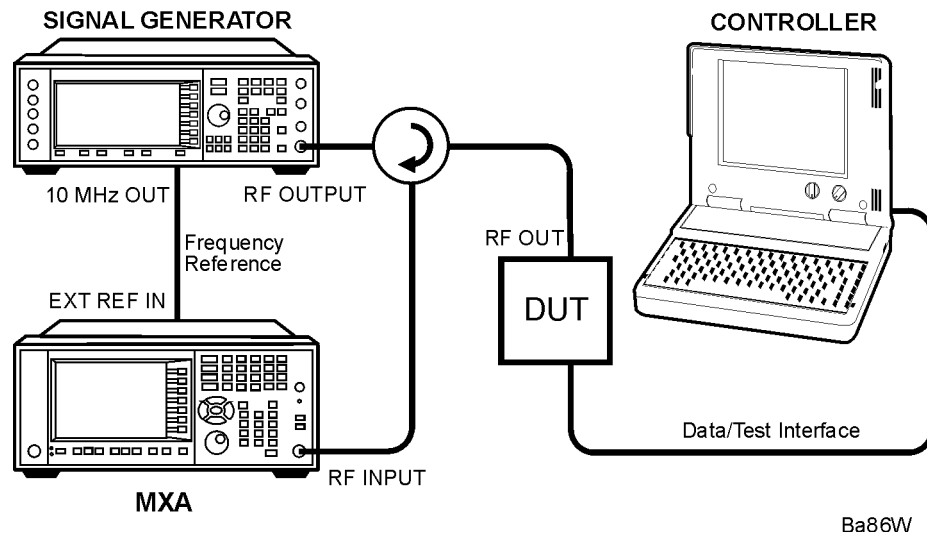 SIGNAL GENERATOR
CONTROLLER
10 MHz OUT
RF OUTPUT
Frequency
Reference
RF OUT
EXT REF IN
DUT
Data/Test Interface
RF INPUT
MXA
Ba86W